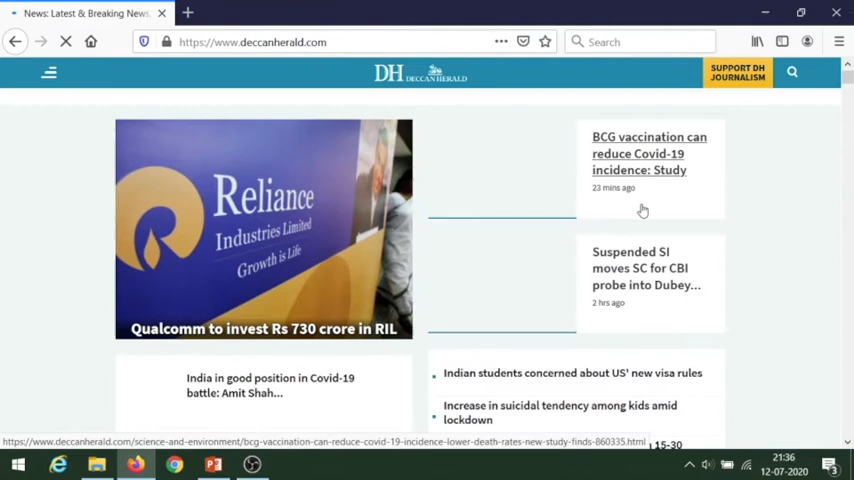 News: Latest & Breaking News,
https://www.deccanherald.com
Search
DH DECCAN HERALD
SUPPORT DH
JOURNALISM
Reliance
Industries Limited
Growth is Life
Qualcomm to invest Rs 730 crore in RIL
BCG vaccination can
reduce Covid-19
incidence: Study
23 mins ago
Suspended SI
moves SC for CBI
probe into Dubey...
2 hrs ago
India in good position in Covid-19
battle: Amit Shah...
Indian students concerned about US' new visa rules
Increase in suicidal tendency among kids amid
lockdown
15-30
https://www.deccanherald.com/science-and-environment/bcg-vaccination-can-reduce-covid-19-incidence-lower-death-rates-new-study-finds-860335.html
21:36
12-07-2020
3